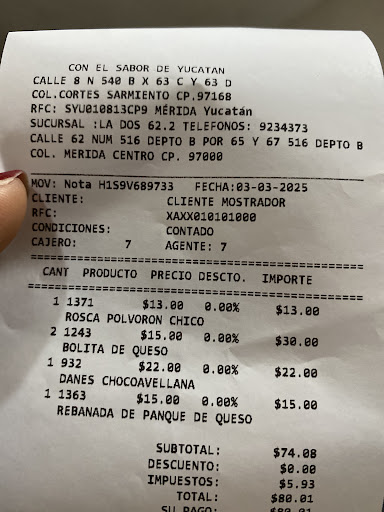 CON EL SABOR DE YUCATAN
CALLE 8 N 540 B X 63 C Y 63 D
COL.CORTES SARMIENTO CP.97168
RFC: SYU010813CP9 MÉRIDA Yucatán
SUCURSAL :LA DOS 62.2 TELEFONOS: 9234373
CALLE 62 NUM 516 DEPTO B POR 65 Y 67 516 DEPTO B
COL. MERIDA CENTRO CP. 97000
MOV: Nota H1S9V689733 FECHA:03-03-2025
CLIENTE: CLIENTE MOSTRADOR
RFC: XAXX010101000
CONDICIONES: CONTADO
CAJERO: 7 AGENTE: 7
CANT PRODUCTO PRECIO DESCTO. IMPORTE
1 1371 $13.00 0.00% $13.00
ROSCA POLVORON CHICO
2 1243 $15.00 0.00% $30.00
BOLITA DE QUESO
1 932 $22.00 0.00% $22.00
DANES CHOCOAVELLANA
1 1363 $15.00 0.00% $15.00
REBANADA DE PANQUE DE QUESO
SUBTOTAL: $74.08
DESCUENTO: $0.00
IMPUESTOS: $5.93
TOTAL: $80.01
SU PAGO: $80.01